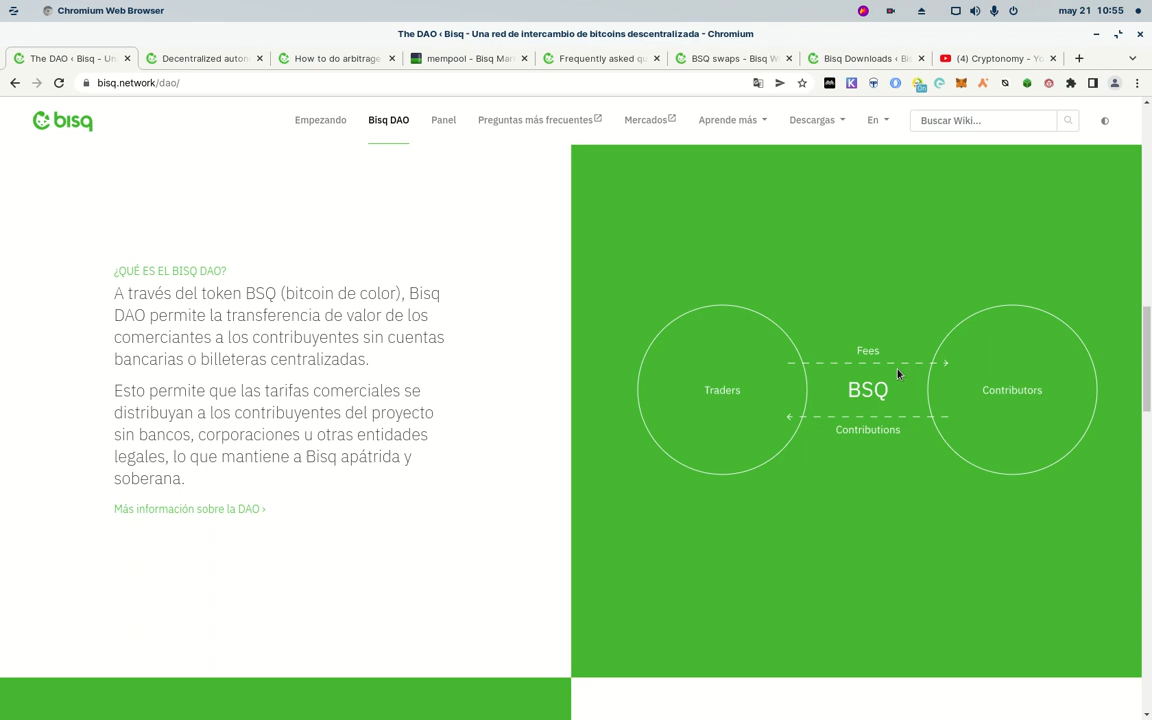 Chromium Web Browser
may 21 10:55
The DAO ‹ Bisq - Una red de intercambio de bitcoins descentralizada - Chromium
The DAO ‹ Bisq - Un
Decentralized auton
How to do arbitrage
mempool - Bisq Mar
Frequently asked qu
BSQ swaps - Bisq W
Bisq Downloads ‹ Bi
(4) Cryptonomy - Yo
bisq.network/dao/
On
bisq
Empezando
Bisq DAO
Panel
Preguntas más frecuentes
Mercados
Aprende más
Descargas
En
Buscar Wiki...
¿QUÉ ES EL BISQ DAO?
A través del token BSQ (bitcoin de color), Bisq
DAO permite la transferencia de valor de los
comerciantes a los contribuyentes sin cuentas
bancarias o billeteras centralizadas.
Esto permite que las tarifas comerciales se
distribuyan a los contribuyentes del proyecto
sin bancos, corporaciones u otras entidades
legales, lo que mantiene a Bisq apátrida y
soberana.
Más información sobre la DAO ›
Fees
Traders
BSQ
Contributors
Contributions